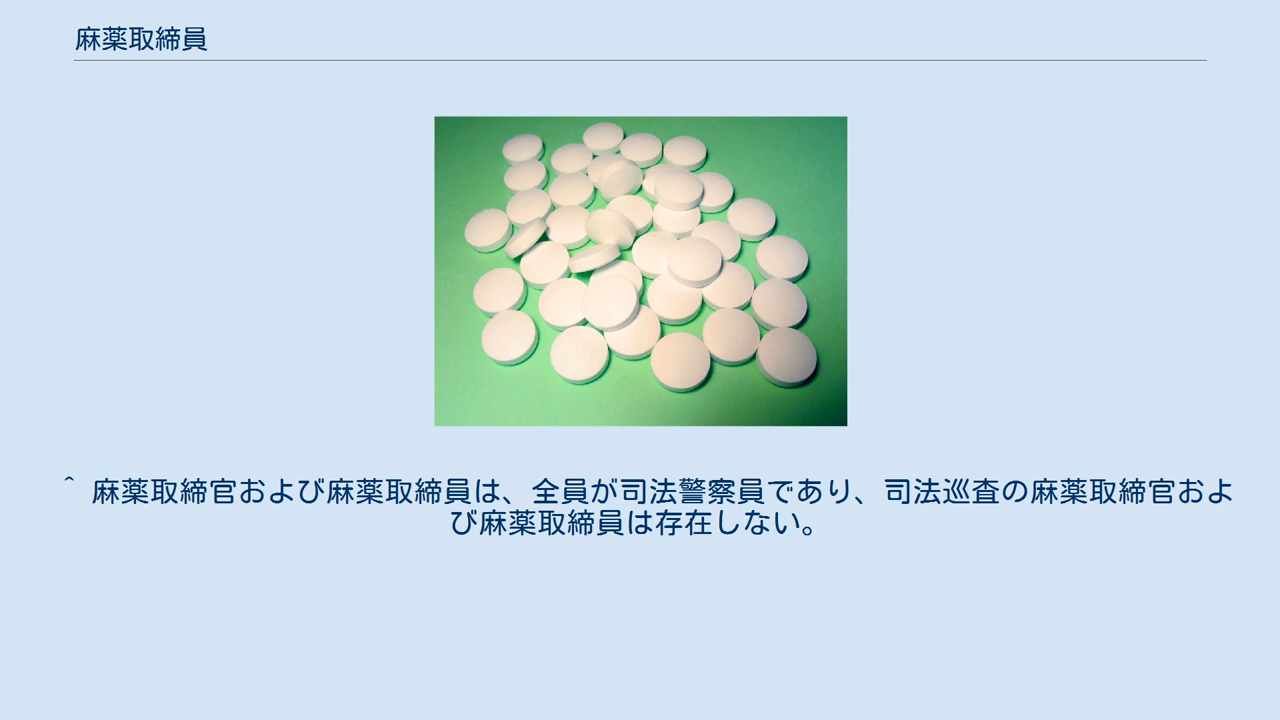 麻薬取締員
^ 麻薬取締官および麻薬取締員は、全員が司法警察員であり、司法巡査の麻薬取締官およ
び麻薬取締員は存在しない。